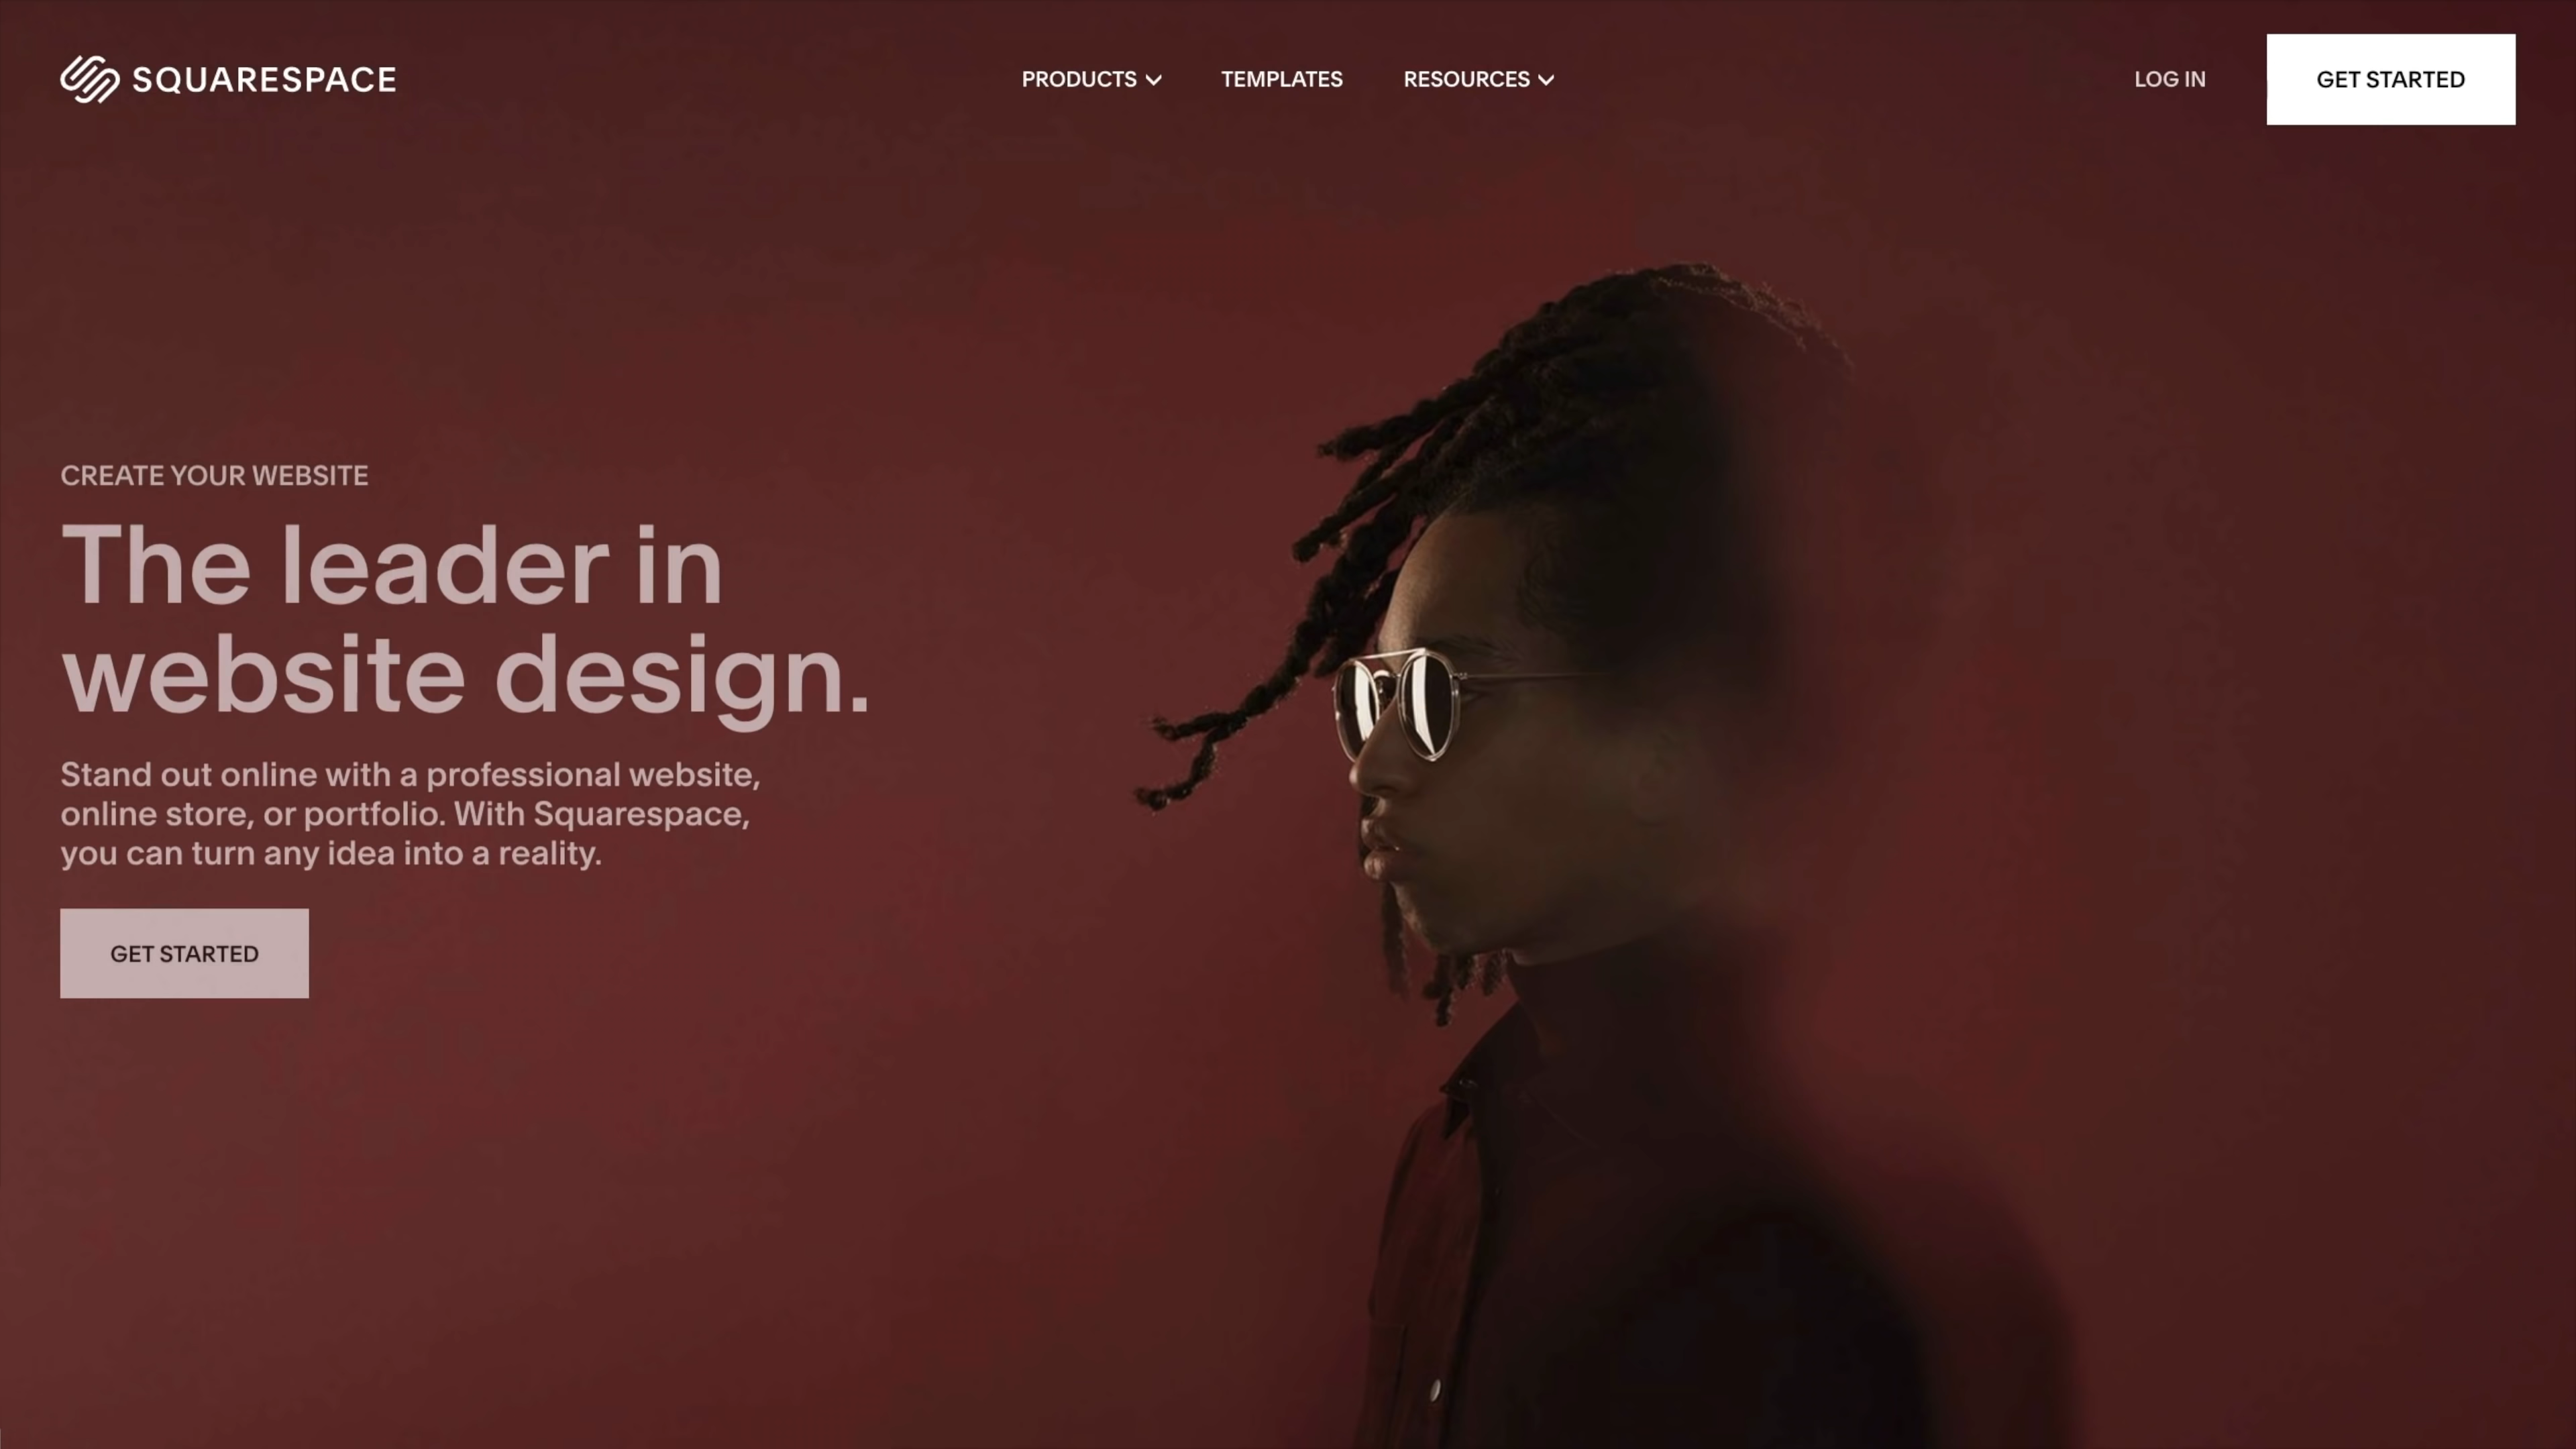 SQUARESPACE
PRODUCTS
TEMPLATES
RESOURCES
LOG IN
GET STARTED
CREATE YOUR WEBSITE
The leader in
website design.
Stand out online with a professional website,
online store, or portfolio. With Squarespace,
you can turn any idea into a reality.
GET STARTED